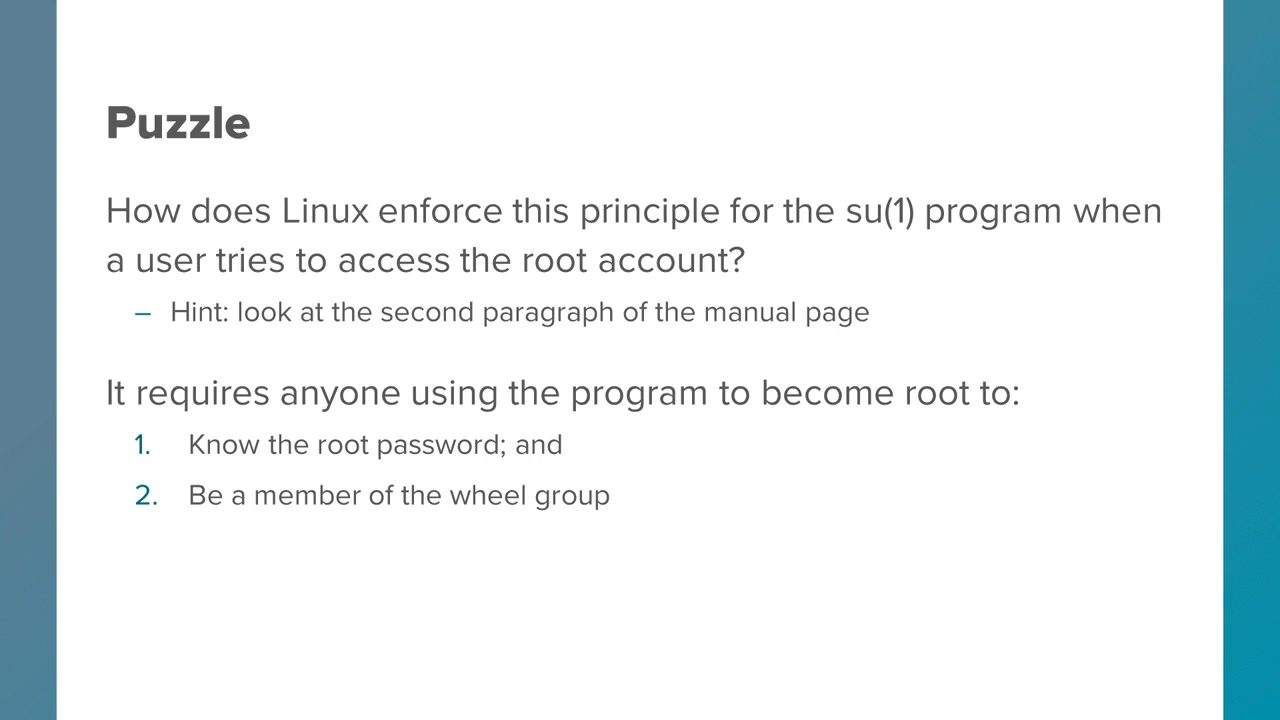 Puzzle
How does Linux enforce this principle for the su(1) program when
a user tries to access the root account?
– Hint: look at the second paragraph of the manual page
It requires anyone using the program to become root to:
1. Know the root password; and
2. Be a member of the wheel group